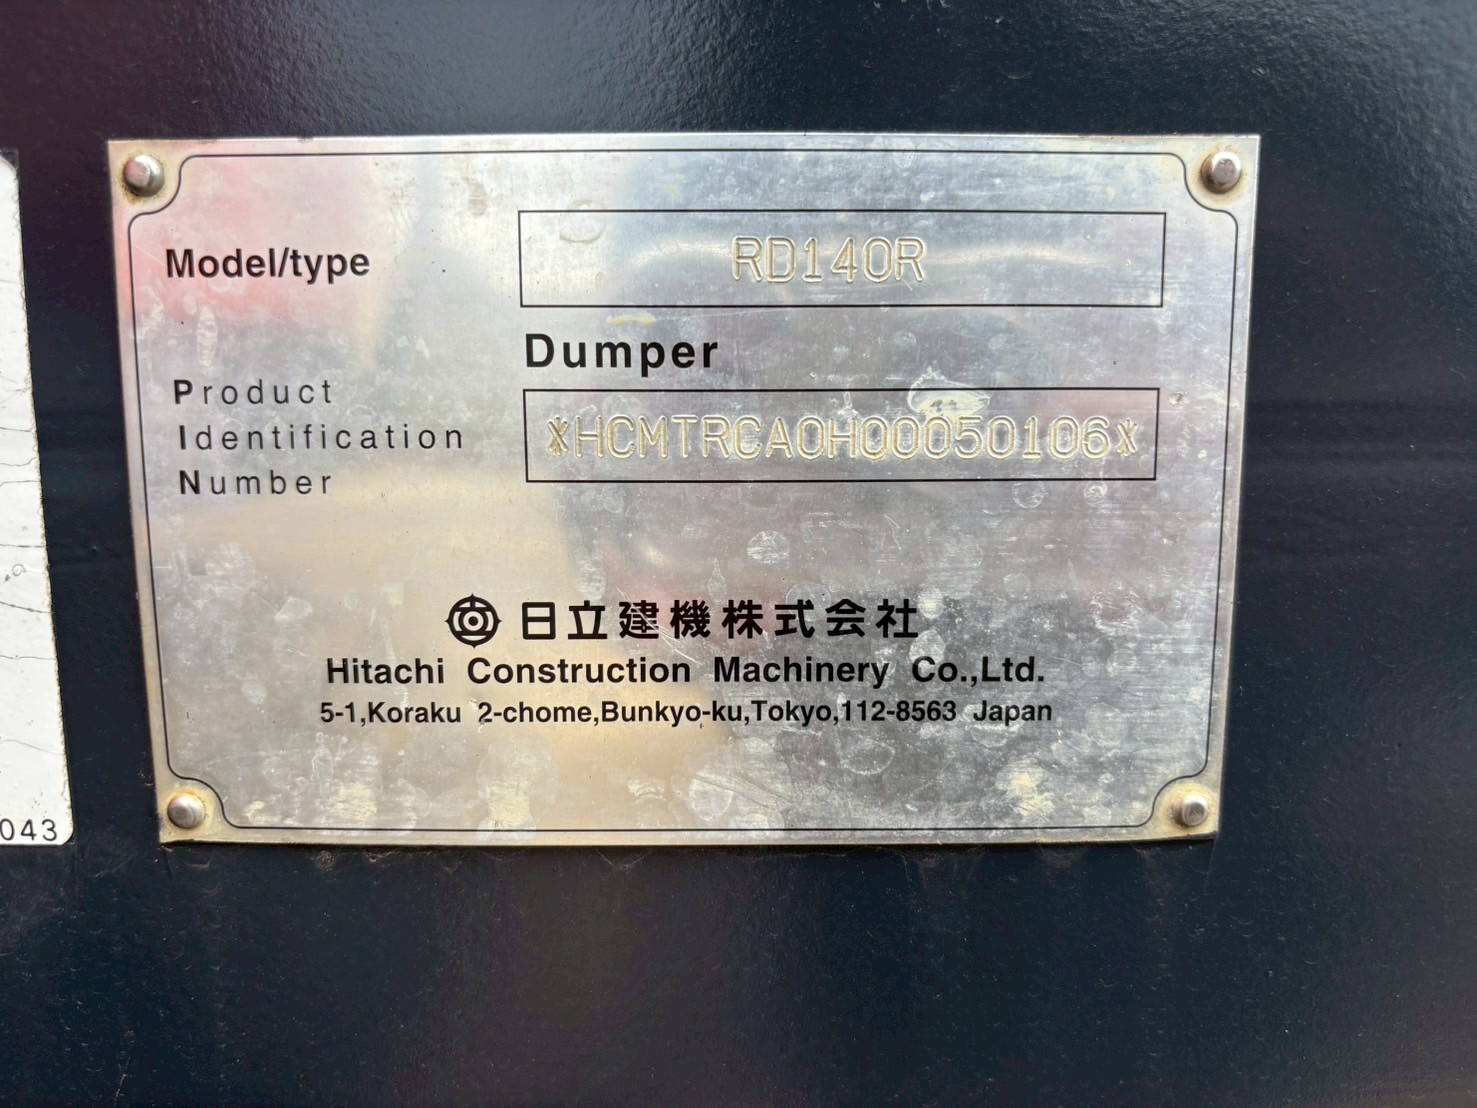 Model/type
RD140R
Dumper
Product
Identification
Number
*HCMTRCA0H00050106*
日立建機株式会社
Hitachi Construction Machinery Co.,Ltd.
5-1,Koraku 2-chome,Bunkyo-ku,Tokyo,112-8563 Japan
043